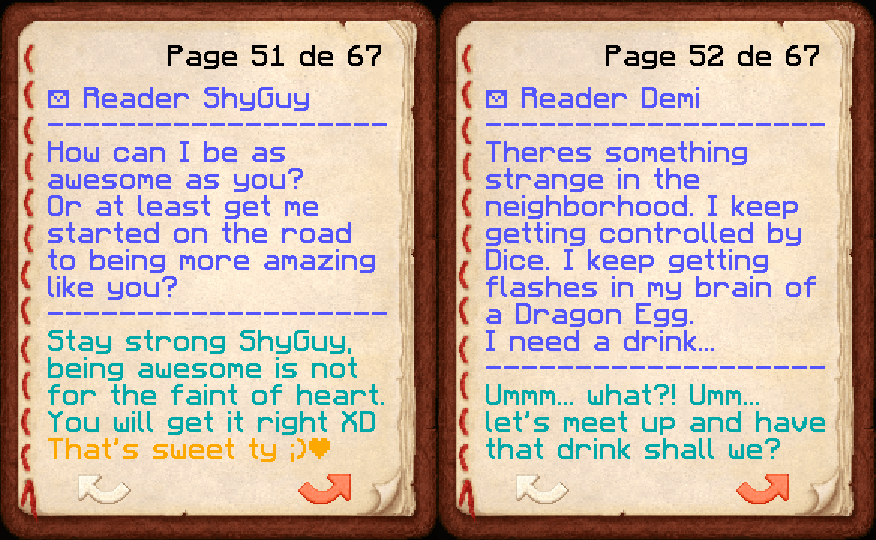 Page 51 de 67
Reader ShyGuy
--------------------
How can I be as
awesome as you?
Or at least get me
started on the road
to being more amazing
like you?
--------------------
Stay strong ShyGuy,
being awesome is not
for the faint of heart.
You will get it right XD
That's sweet ty ;)♥
Page 52 de 67
Reader Demi
--------------------
Theres something
strange in the
neighborhood. I keep
getting controlled by
Dice. I keep getting
flashes in my brain of
a Dragon Egg.
I need a drink...
--------------------
Ummm... what?! Umm...
let's meet up and have
that drink shall we?